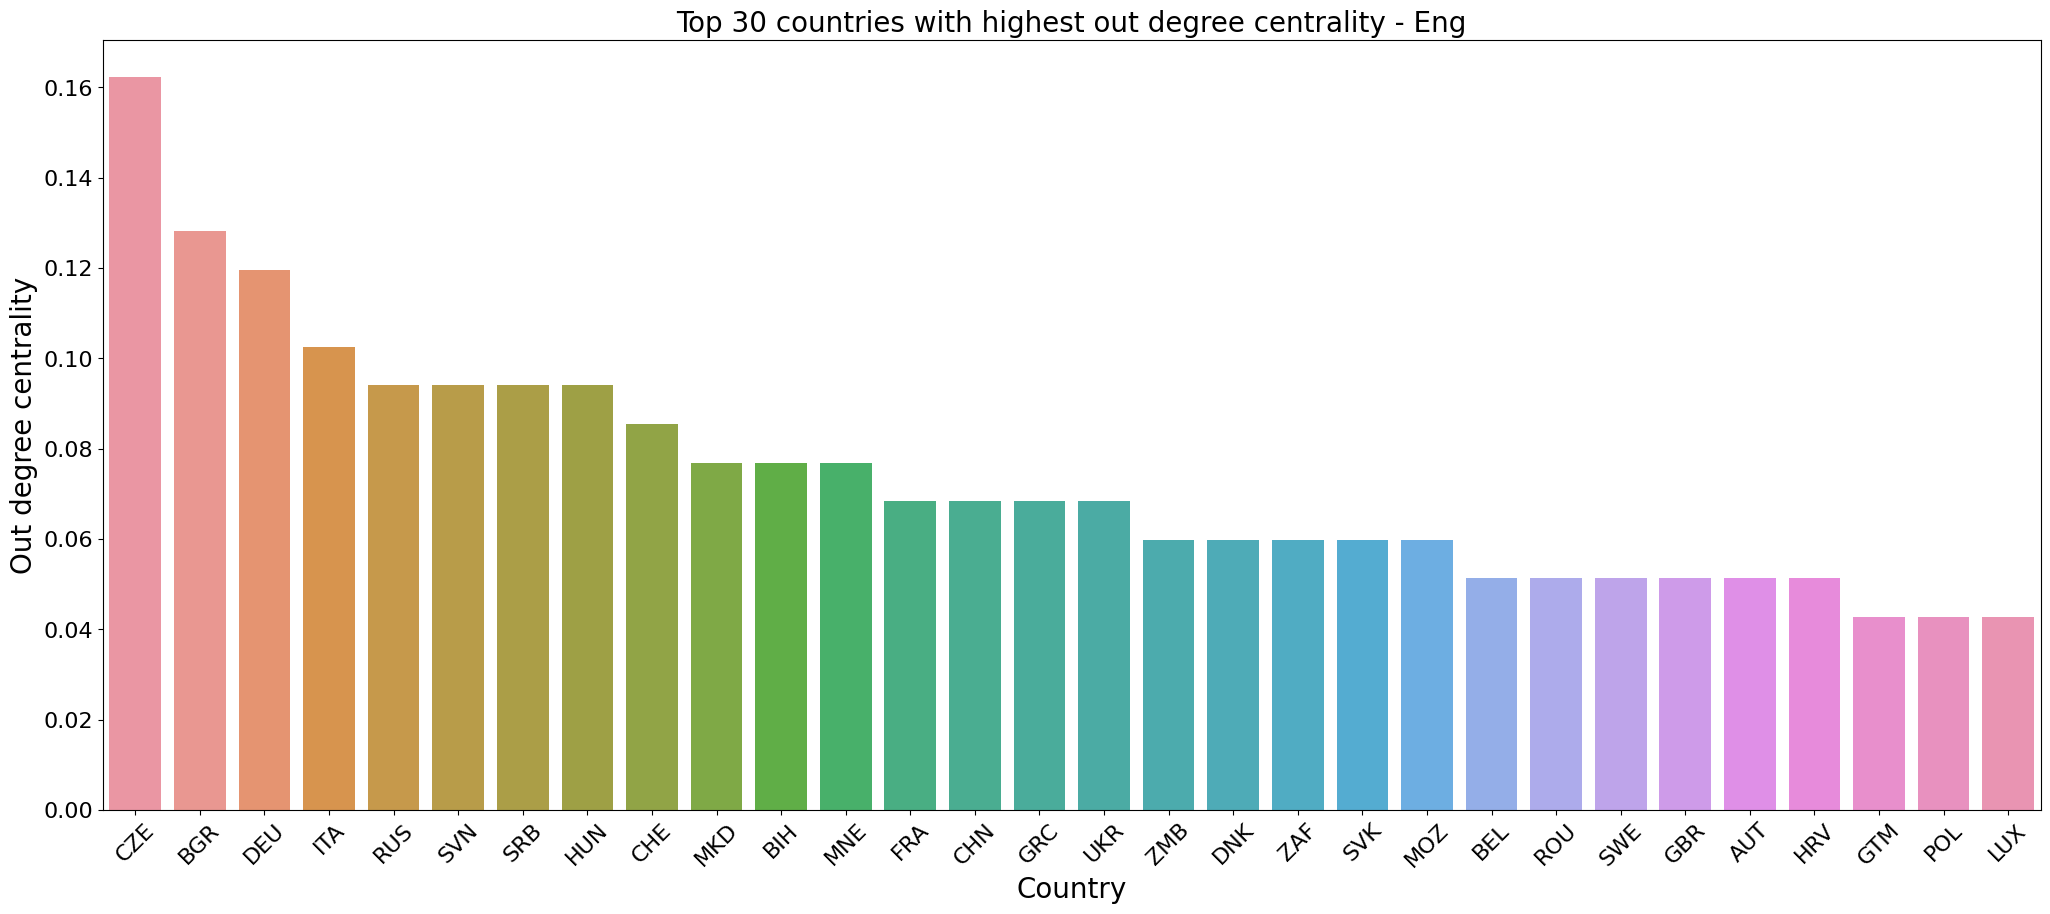 Top 30 countries with highest out degree centrality - Eng
Out degree centrality
0.16
0.14
0.12
0.10
0.08
0.06
0.04
0.02
0.00
CZE BGR DEU ITA RUS SVN SRB HUN CHE MKD BIH MNE FRA CHN GRC UKR ZMB DNK ZAF SVK MOZ BEL ROU SWE GBR AUT HRV GTM POL LUX
Country